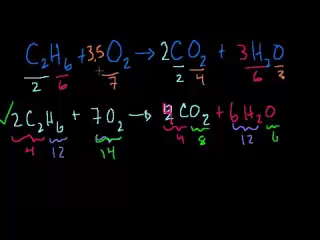 C₂H₆ + 3.5O₂ → 2CO₂ + 3H₂O
2 6 7 2 4 6 3
√2C₂H₆ + 7O₂ → 2CO₂ + 6H₂O
4 12 14 4 8 12 6